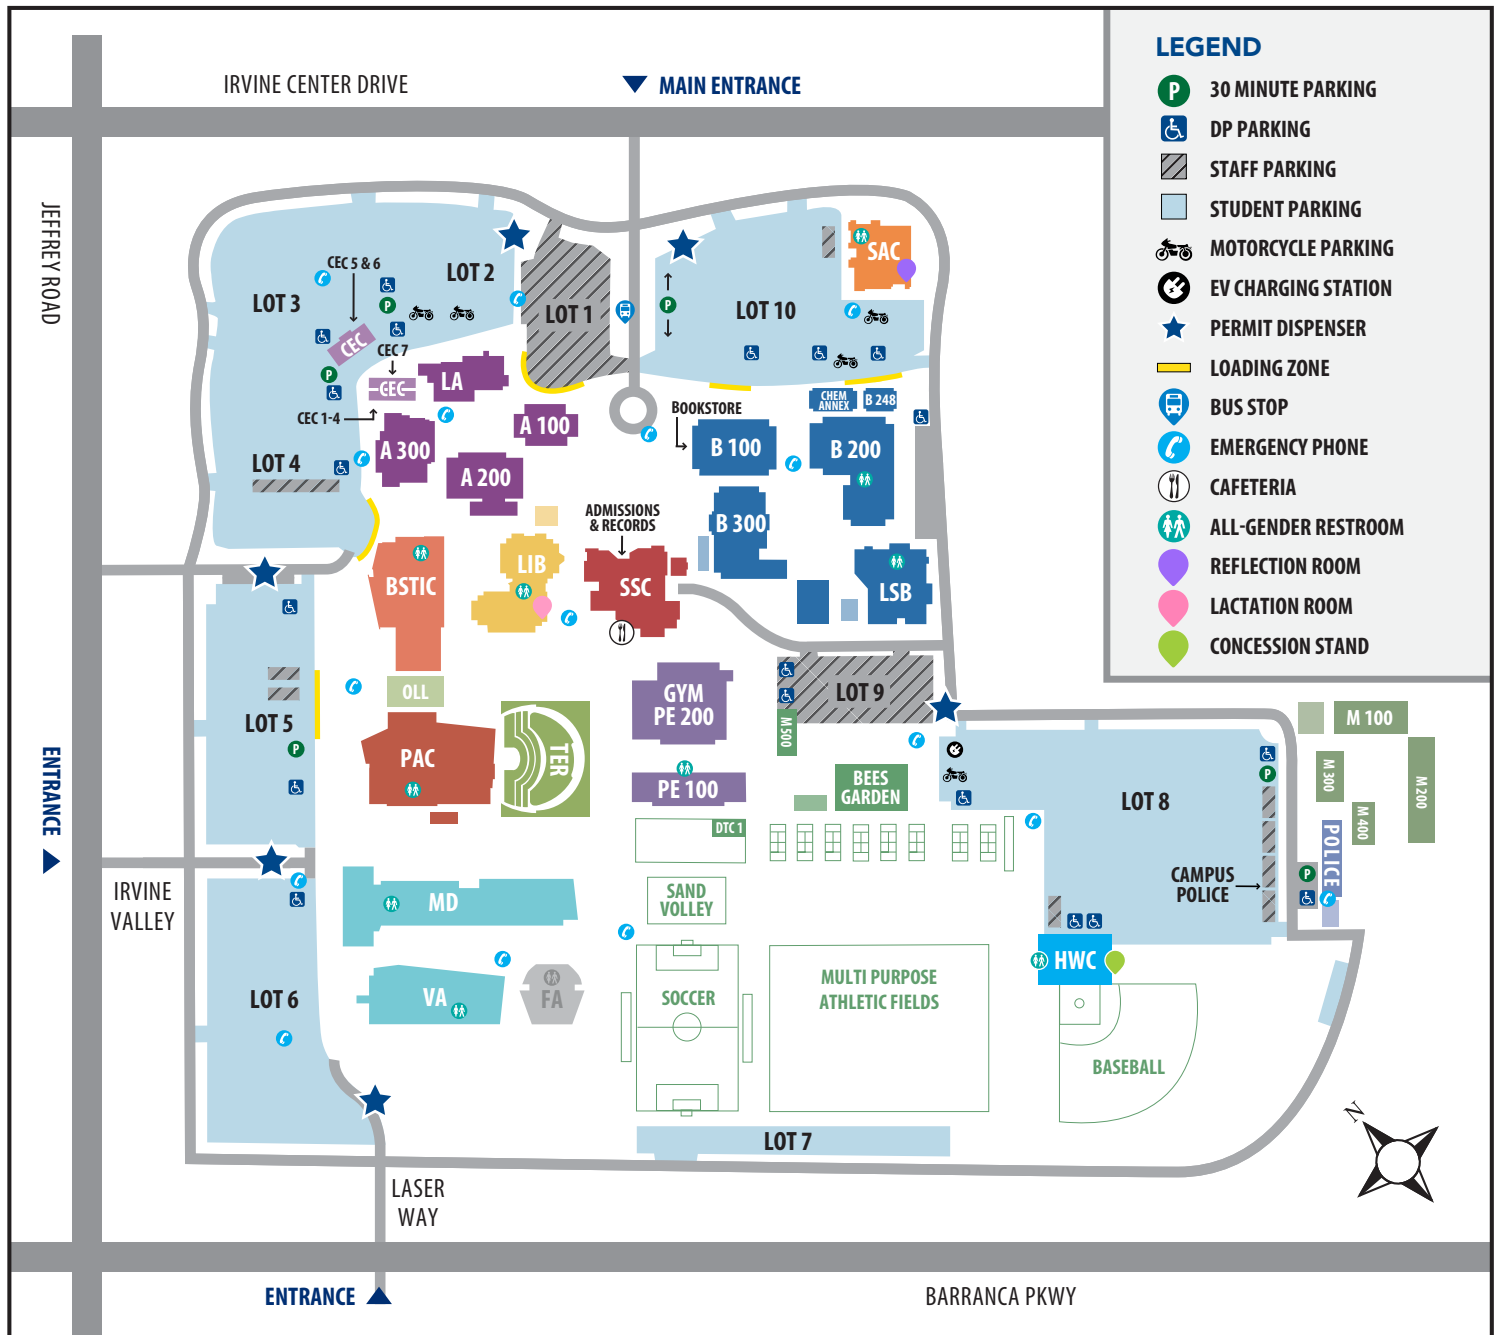 IRVINE CENTER DRIVE
MAIN ENTRANCE
LEGEND
P 30 MINUTE PARKING
DP PARKING
STAFF PARKING
STUDENT PARKING
MOTORCYCLE PARKING
EV CHARGING STATION
PERMIT DISPENSER
LOADING ZONE
BUS STOP
EMERGENCY PHONE
CAFETERIA
ALL-GENDER RESTROOM
REFLECTION ROOM
LACTATION ROOM
CONCESSION STAND
JEFFREY ROAD
CEC 5 & 6
LOT 2
LOT 3
P
CEC
CEC 7
P
CEC
CEC 1-4
LA
LOT 1
P
LOT 10
SAC
CHEM
ANNEX
B 248
BOOKSTORE
A 100
A 300
A 200
B 100
B 200
LOT 4
ADMISSIONS
& RECORDS
B 300
BSTIC
LIB
SSC
LSB
OLL
GYM
PE 200
LOT 9
M 500
LOT 5
P
PAC
TER
PE 100
BEES
GARDEN
DTC 1
LOT 8
P
M 100
M 300
M 200
M 400
POLICE
P
CAMPUS
POLICE
ENTRANCE
IRVINE
VALLEY
MD
SAND
VOLLEY
HWC
LOT 6
VA
FA
SOCCER
MULTI PURPOSE
ATHLETIC FIELDS
BASEBALL
LOT 7
N
LASER
WAY
ENTRANCE
BARRANCA PKWY